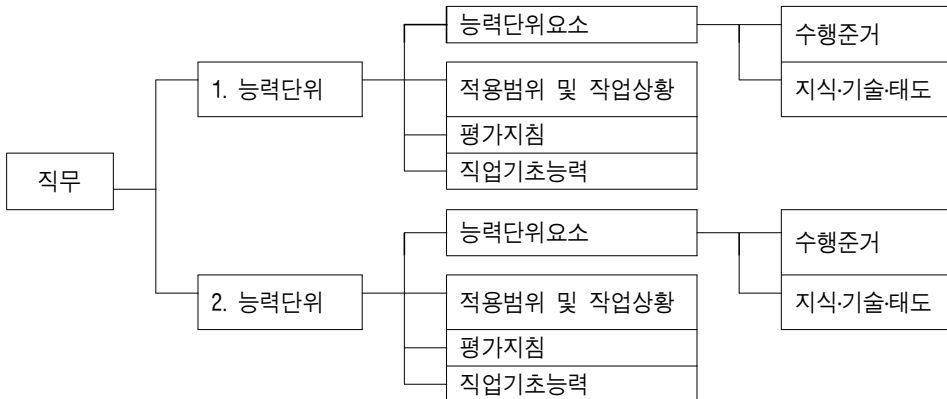 직무
1. 능력단위
능력단위요소
수행준거
지식·기술·태도
적용범위 및 작업상황
평가지침
직업기초능력
2. 능력단위
능력단위요소
수행준거
지식·기술·태도
적용범위 및 작업상황
평가지침
직업기초능력